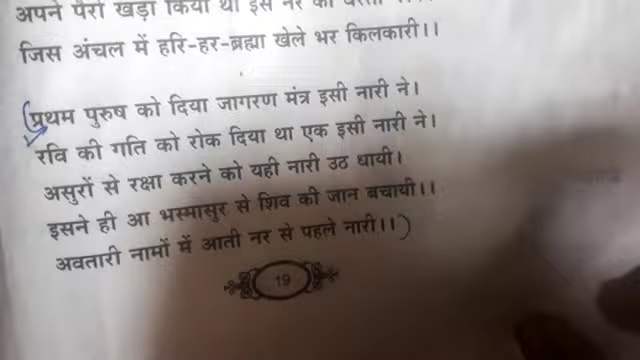 अपने पैरों खड़ा किया था इस नर को
जिस अंचल में हरि-हर-ब्रह्मा खेले भर किलकारी।।
(प्रथम पुरुष को दिया जागरण मंत्र इसी नारी ने।
रवि की गति को रोक दिया था एक इसी नारी ने।
असुरों से रक्षा करने को यही नारी उठ धायी।
इसने ही आ भस्मासुर से शिव की जान बचायी।।
अवतारी नामों में आती नर से पहले नारी।।)
19